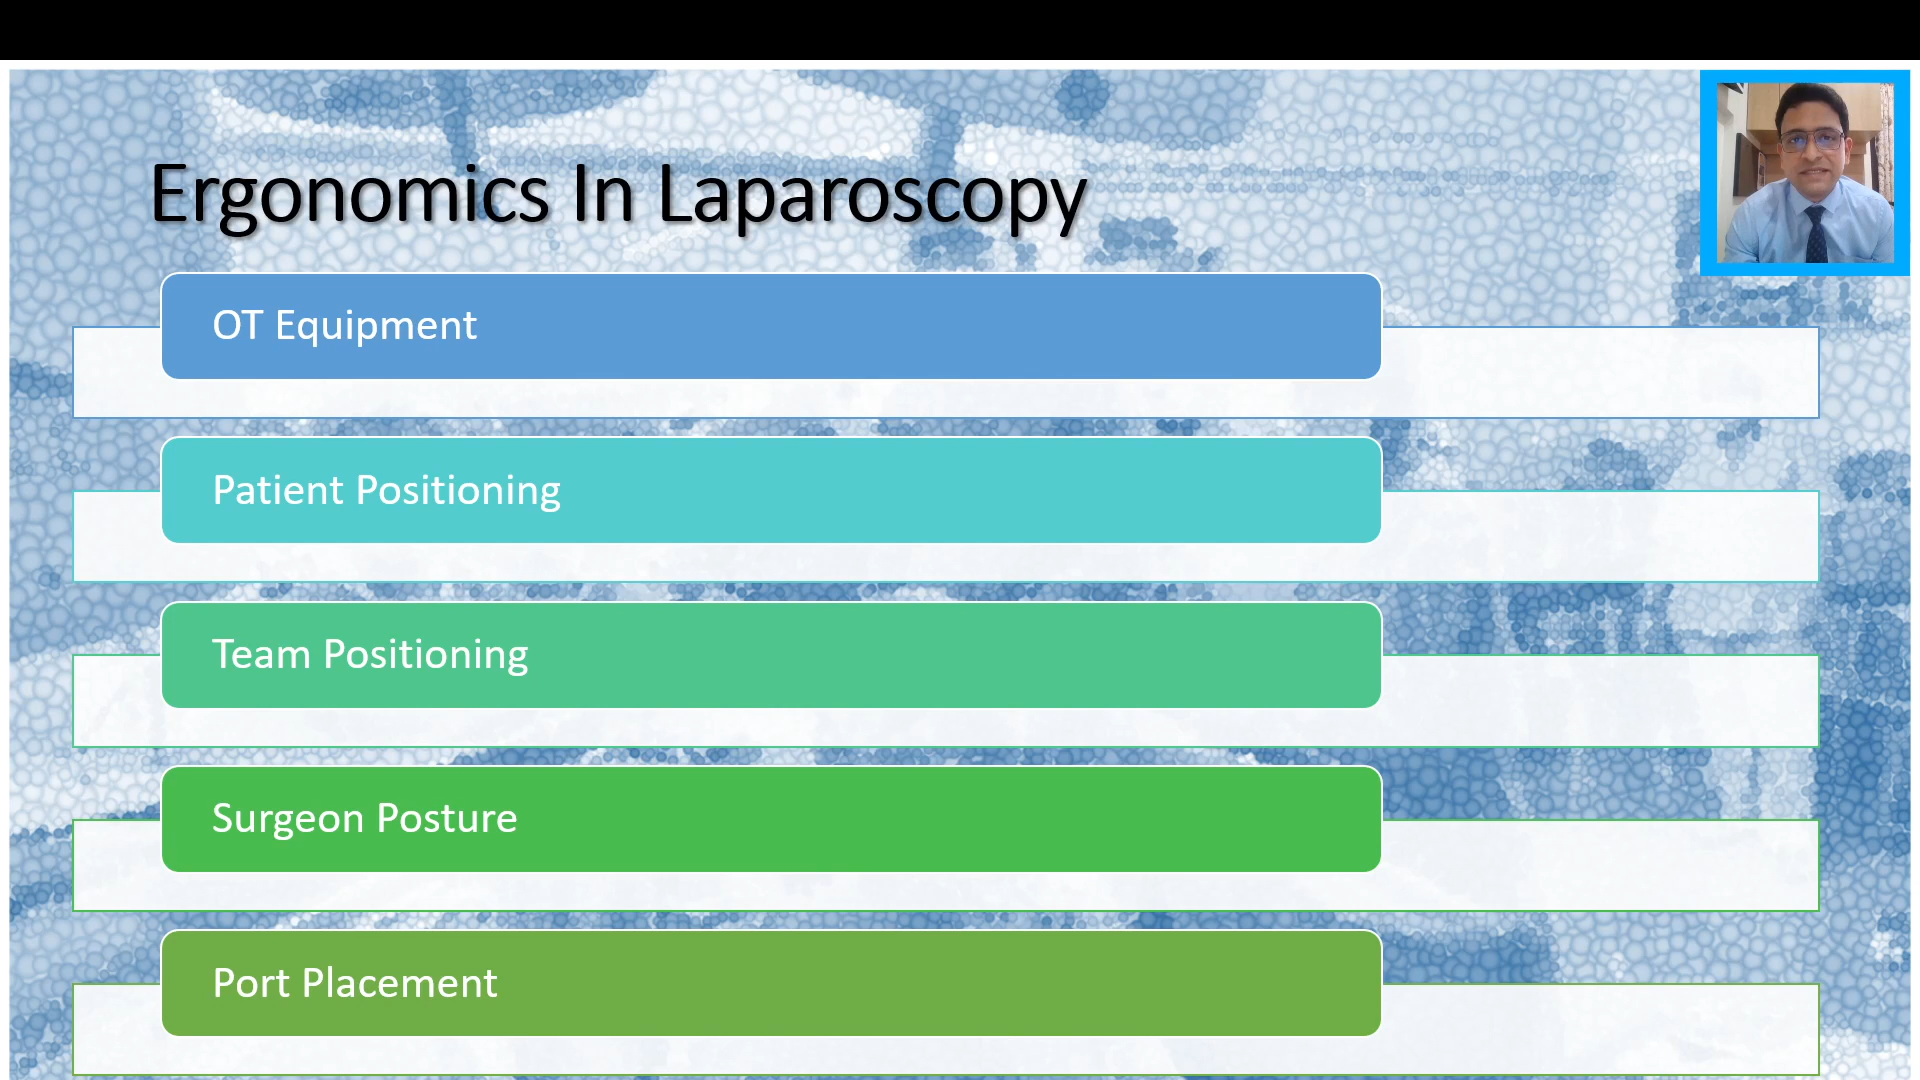 Ergonomics In Laparoscopy
OT Equipment
Patient Positioning
Team Positioning
Surgeon Posture
Port Placement